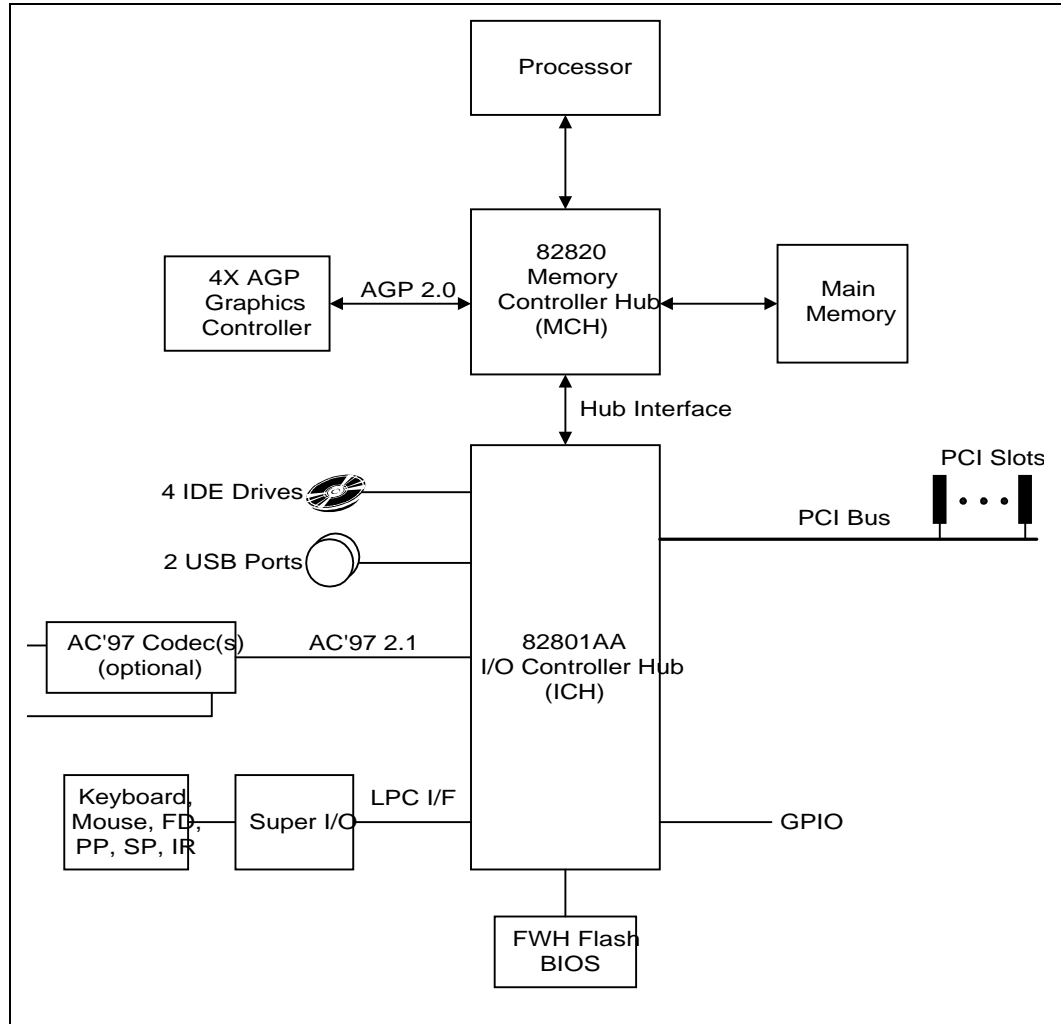 Processor
82820
Memory
Controller Hub
(MCH)
4X AGP
Graphics
Controller
AGP 2.0
Main
Memory
Hub Interface
4 IDE Drives
PCI Slots
PCI Bus
2 USB Ports
AC'97 Codec(s)
(optional)
AC'97 2.1
82801AA
I/O Controller Hub
(ICH)
Keyboard,
Mouse, FD,
PP, SP, IR
Super I/O
LPC I/F
GPIO
FWH Flash
BIOS